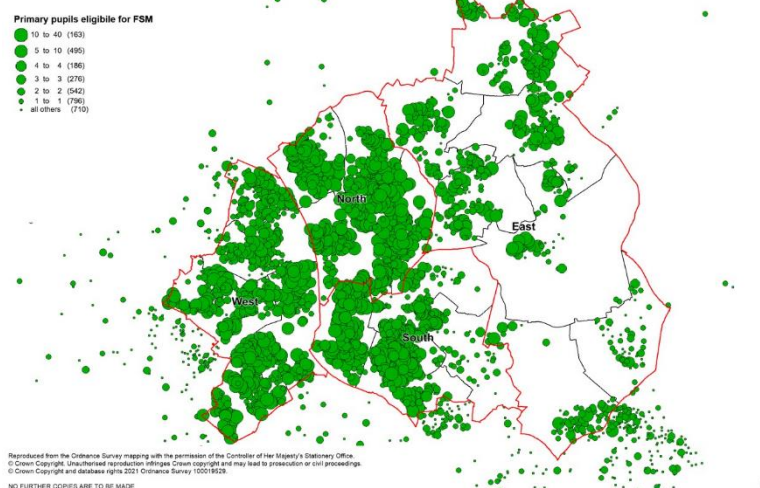 Primary pupils eligibile for FSM
10 to 40 (163)
5 to 10 (495)
4 to 4 (186)
3 to 3 (276)
2 to 2 (542)
1 to 1 (796)
all others (710)
North
East
West
South
Reproduced from the Ordnance Survey mapping with the permission of the Controller of Her Majesty's Stationery Office.
© Crown Copyright. Unauthorised reproduction infringes Crown copyright and may lead to prosecution or civil proceedings.
© Crown Copyright and database rights 2021 Ordnance Survey 100019529.
NO FURTHER COPIES ARE TO BE MADE